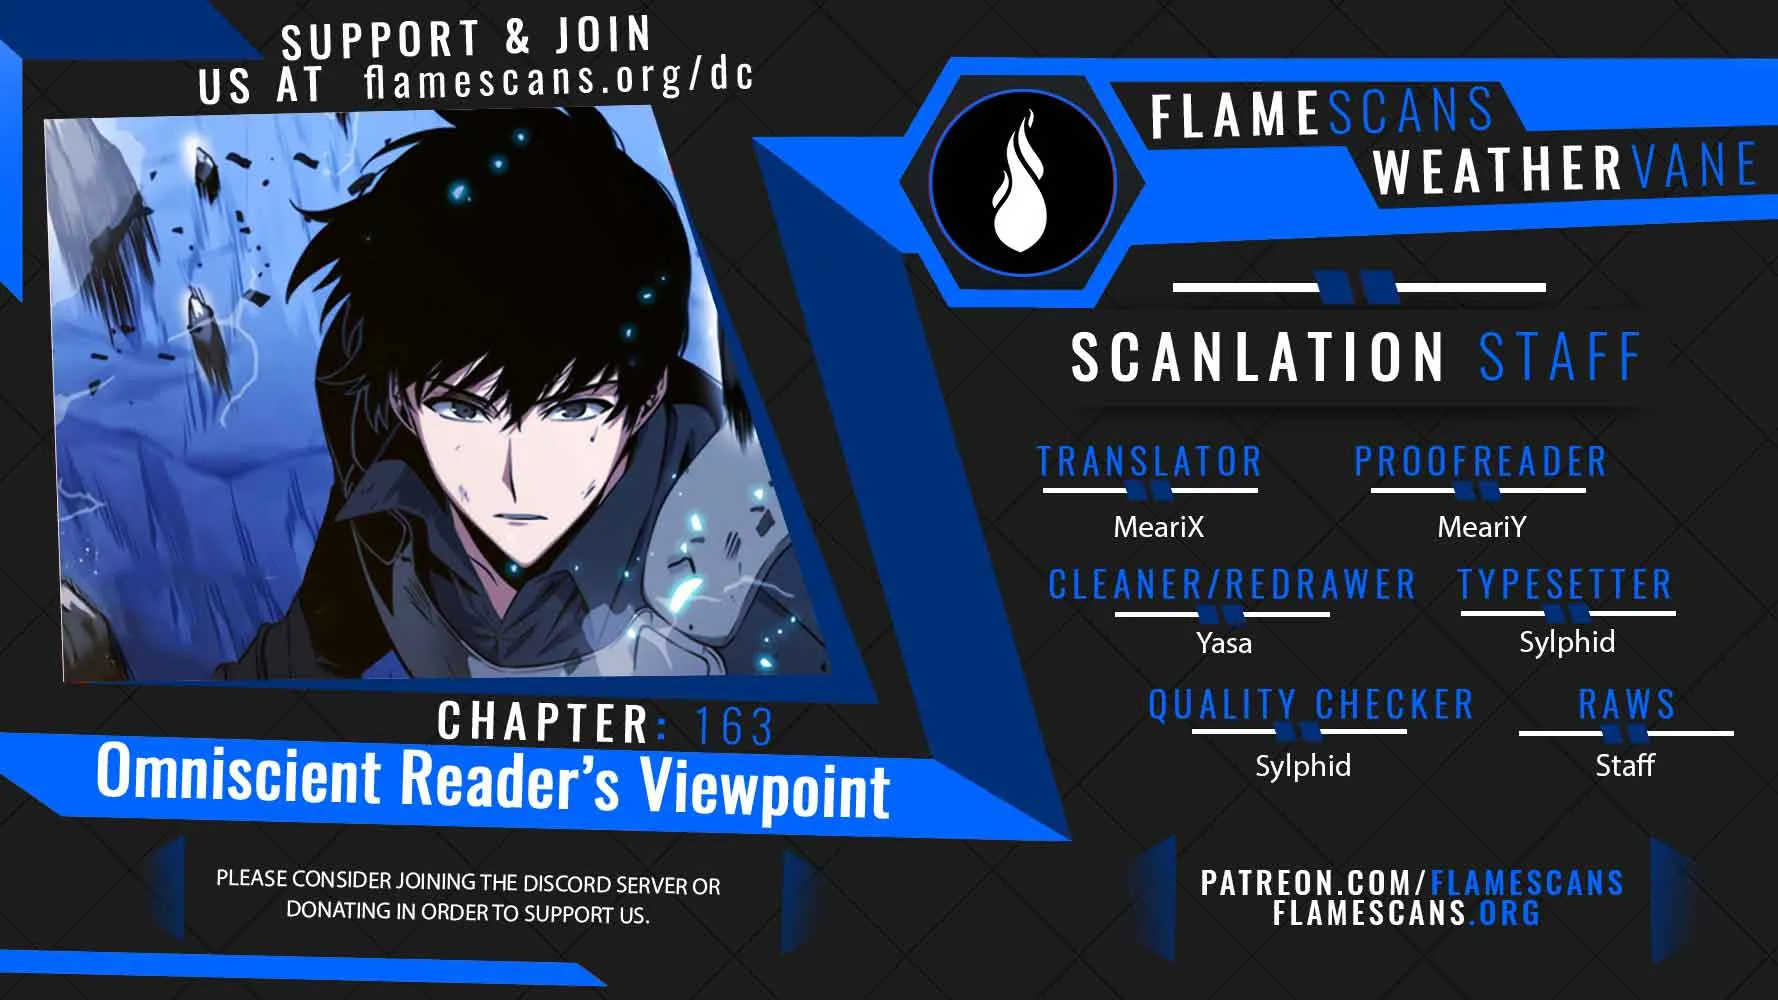 SUPPORT & JOIN
US AT flamescans.org/dc
FLAMESCANS
WEATHERVANE
SCANLATION STAFF
TRANSLATOR
MeariX
PROOFREADER
MeariY
CLEANER/REDRAWER
Yasa
TYPESETTER
Sylphid
QUALITY CHECKER
Sylphid
RAWS
Staff
CHAPTER: 163
Omniscient Reader's Viewpoint
PLEASE CONSIDER JOINING THE DISCORD SERVER OR
DONATING IN ORDER TO SUPPORT US.
PATREON.COM/FLAMESCANS
FLAMESCANS.ORG